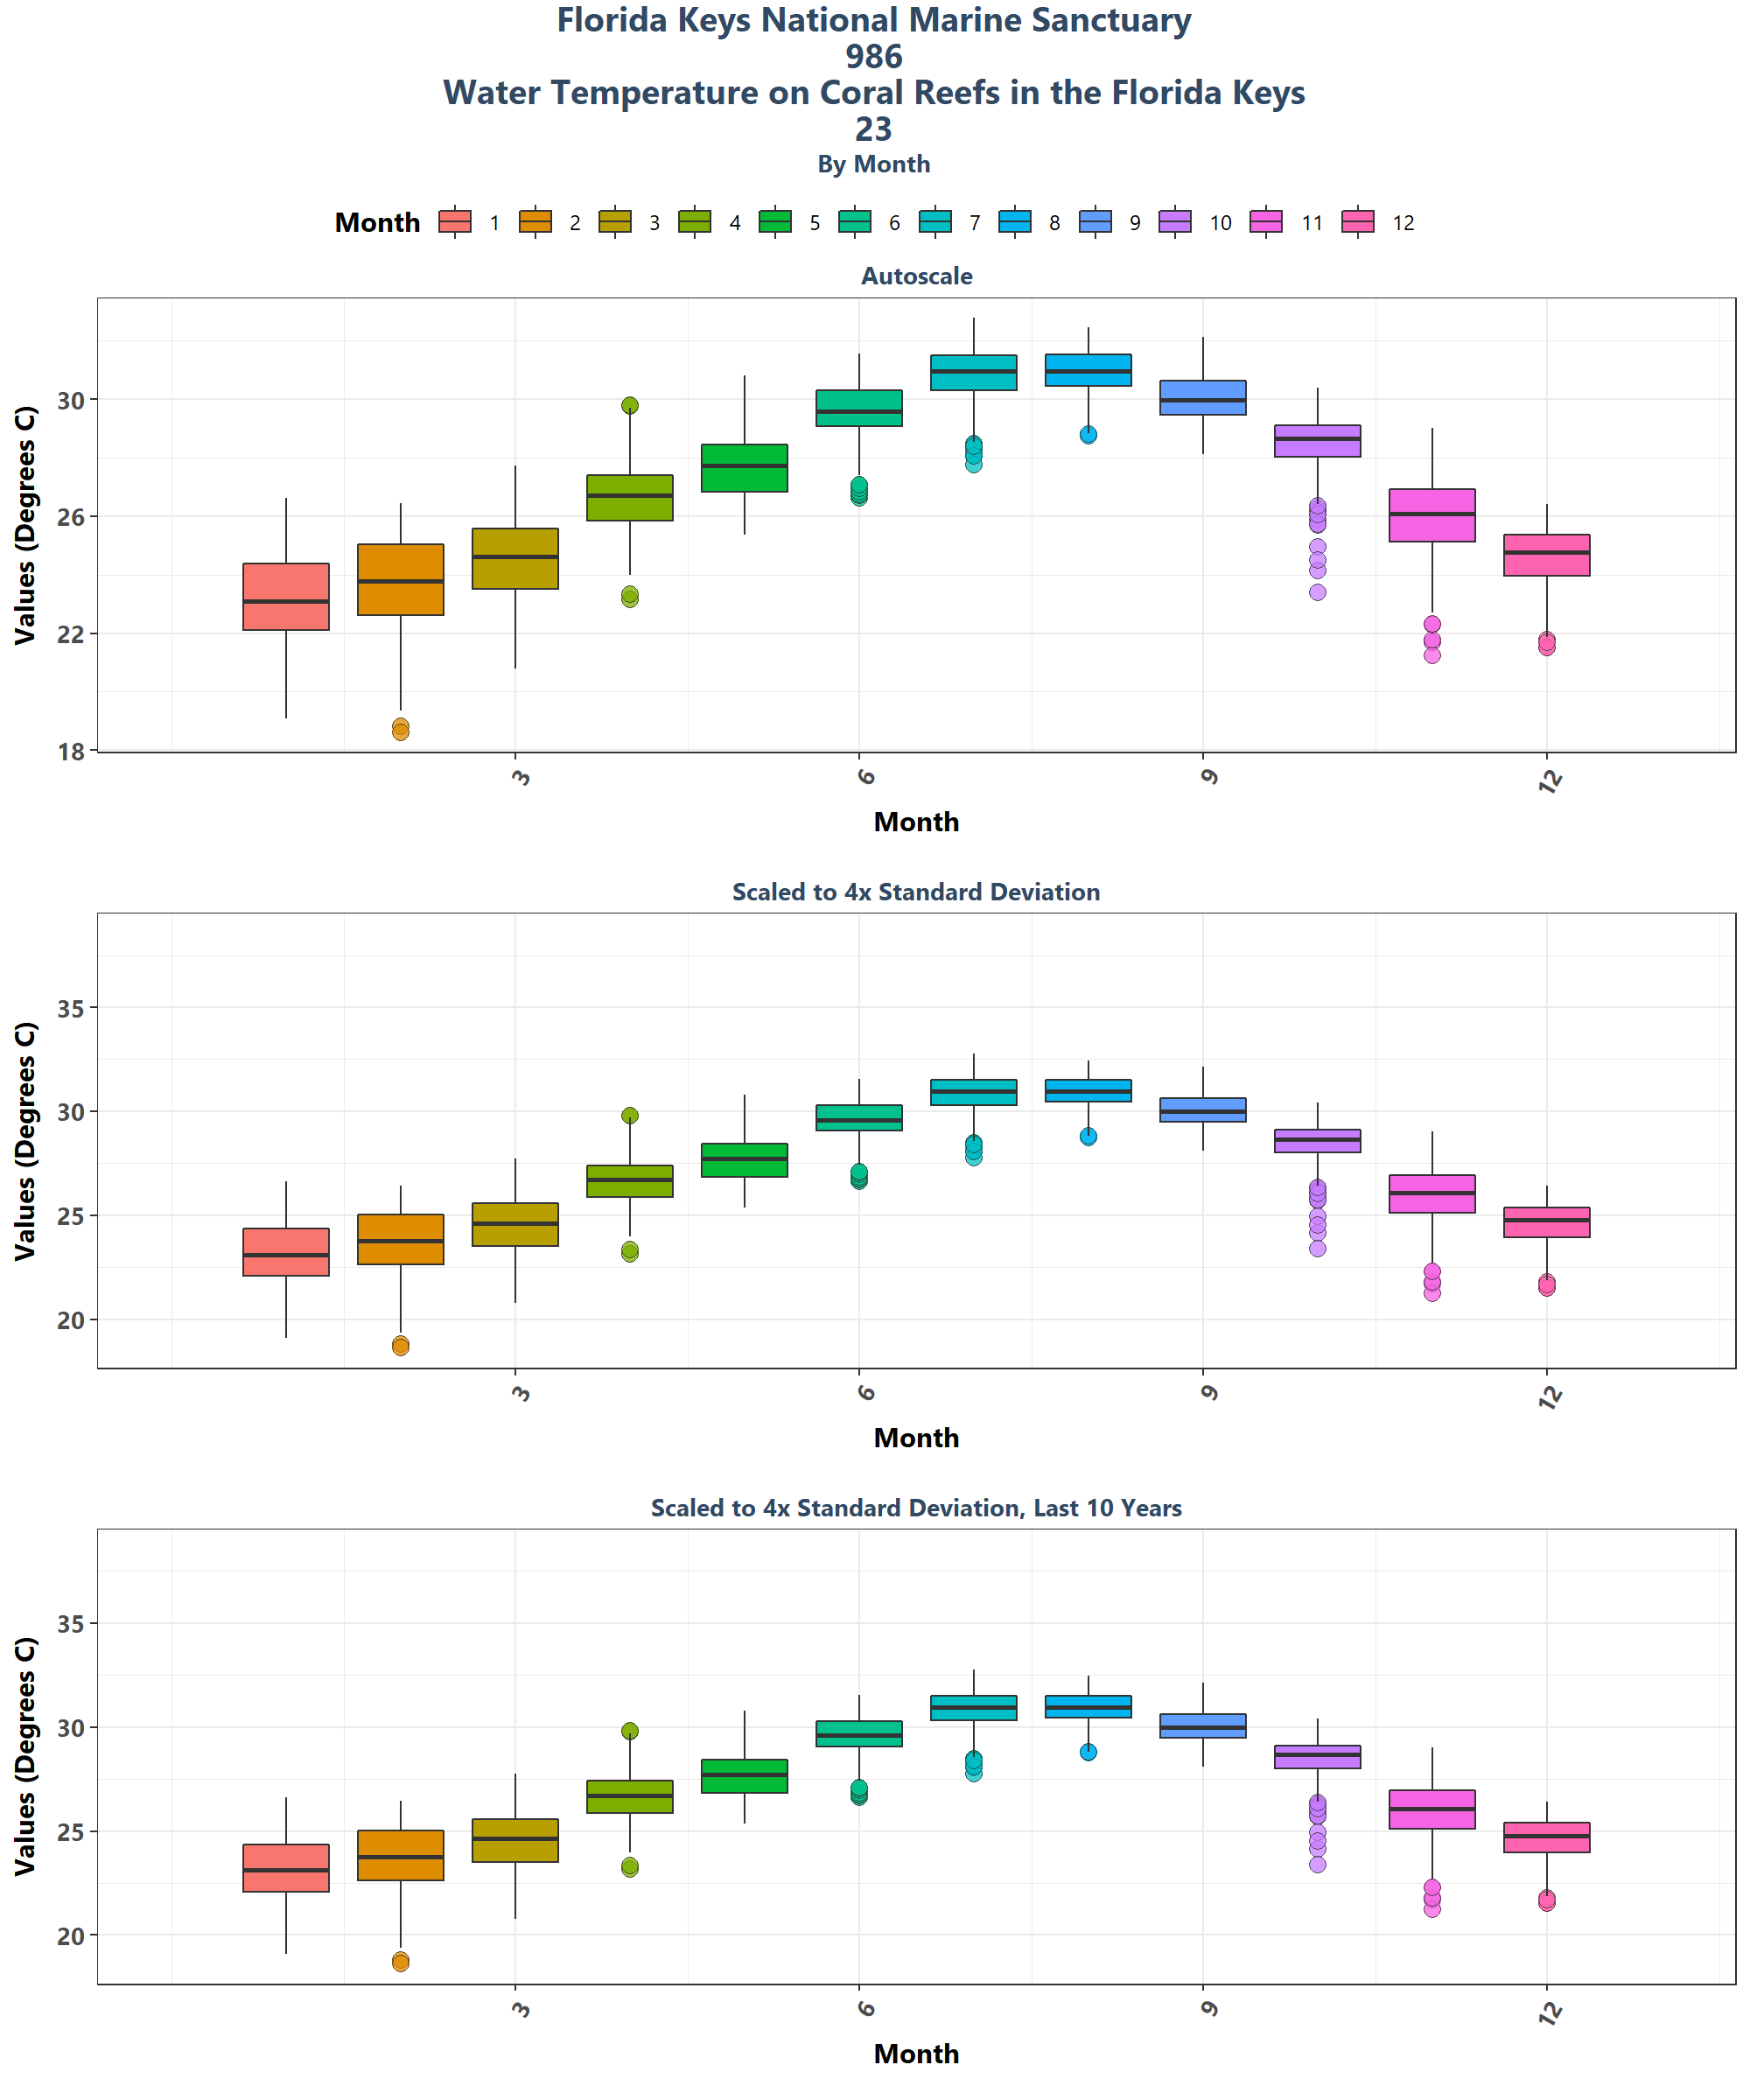 Florida Keys National Marine Sanctuary
986
Water Temperature on Coral Reefs in the Florida Keys
23
By Month
Month 1 2 3 4 5 6 7 8 9 10 11 12
Autoscale
Values (Degrees C)
30
26
22
18
3 6 9 12
Month
Scaled to 4x Standard Deviation
Values (Degrees C)
35
30
25
20
3 6 9 12
Month
Scaled to 4x Standard Deviation, Last 10 Years
Values (Degrees C)
35
30
25
20
3 6 9 12
Month